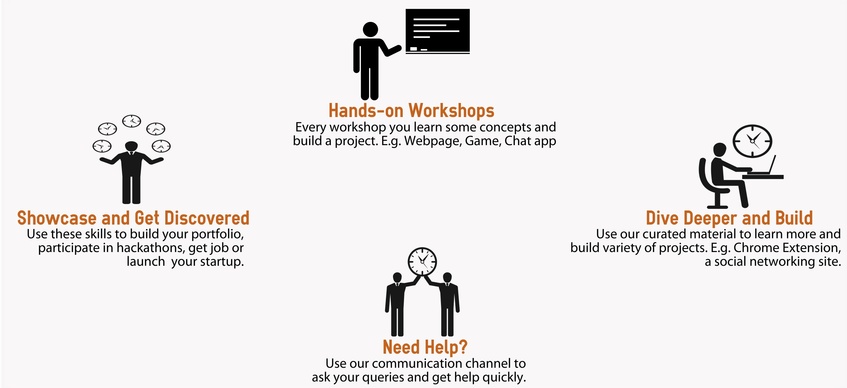 Hands-on Workshops
Every workshop you learn some concepts and
build a project. E.g. Webpage, Game, Chat app
Showcase and Get Discovered
Use these skills to build your portfolio,
participate in hackathons, get job or
launch your startup.
Dive Deeper and Build
Use our curated material to learn more and
build variety of projects. E.g. Chrome Extension,
a social networking site.
Need Help?
Use our communication channel to
ask your queries and get help quickly.